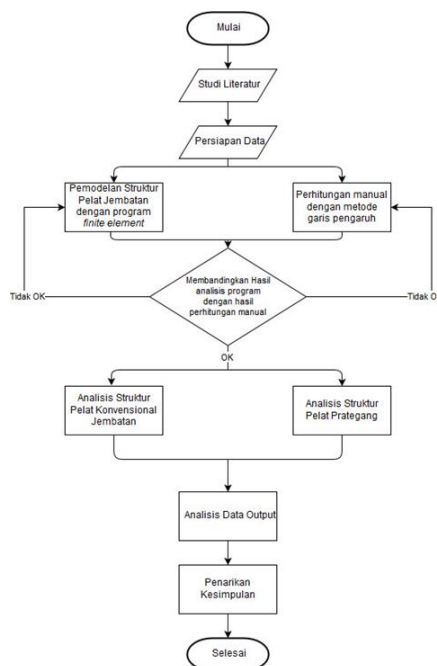 Mulai
Studi Literatur
Persiapan Data
Pemodelan Struktur
Pelat Jembatan
dengan program
finite element
Perhitungan manual
dengan metode
garis pengaruh
Membandingkan Hasil
analisis program
dengan hasil
perhitungan manual
Tidak OK
Tidak O
OK
Analisis Struktur
Pelat Konvensional
Jembatan
Analisis Struktur
Pelat Prategang
Analisis Data Output
Penarikan
Kesimpulan
Selesai